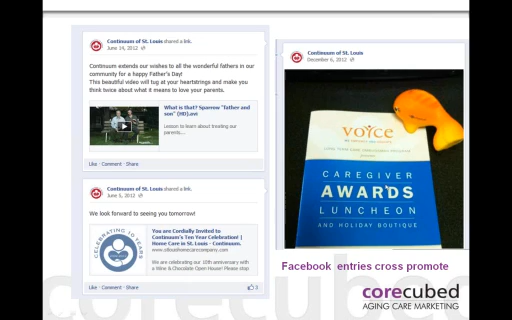 Continuum of St. Louis shared a link.
June 14, 2012
Continuum extends our wishes to all the wonderful fathers in our
community for a happy Father's Day!
This beautiful video will tug at your heartstrings and make you
think twice about what it means to love your parents.
What is that? Sparrow "father and
son" (HD).avi
Lesson to learn about treating our
parents...
Like · Comment · Share
Continuum of St. Louis shared a link.
June 5, 2012
We look forward to seeing you tomorrow!
CELEBRATING 10 YEARS
You are Cordially Invited to
Continuum's Ten Year Celebration! |
Home Care in St. Louis - Continuum.
www.stlouishomecarecompany.com
We are celebrating our 10th anniversary with
a Wine & Chocolate Open House! Please stop
Like · Comment · Share
3
Continuum of St. Louis
December 6, 2012
voyce
CAREGIVER
AWARDS
LUNCHEON
AND HOLIDAY BOUTIQUE
Facebook entries cross promote
corecubed
corecubed
AGING CARE MARKETING